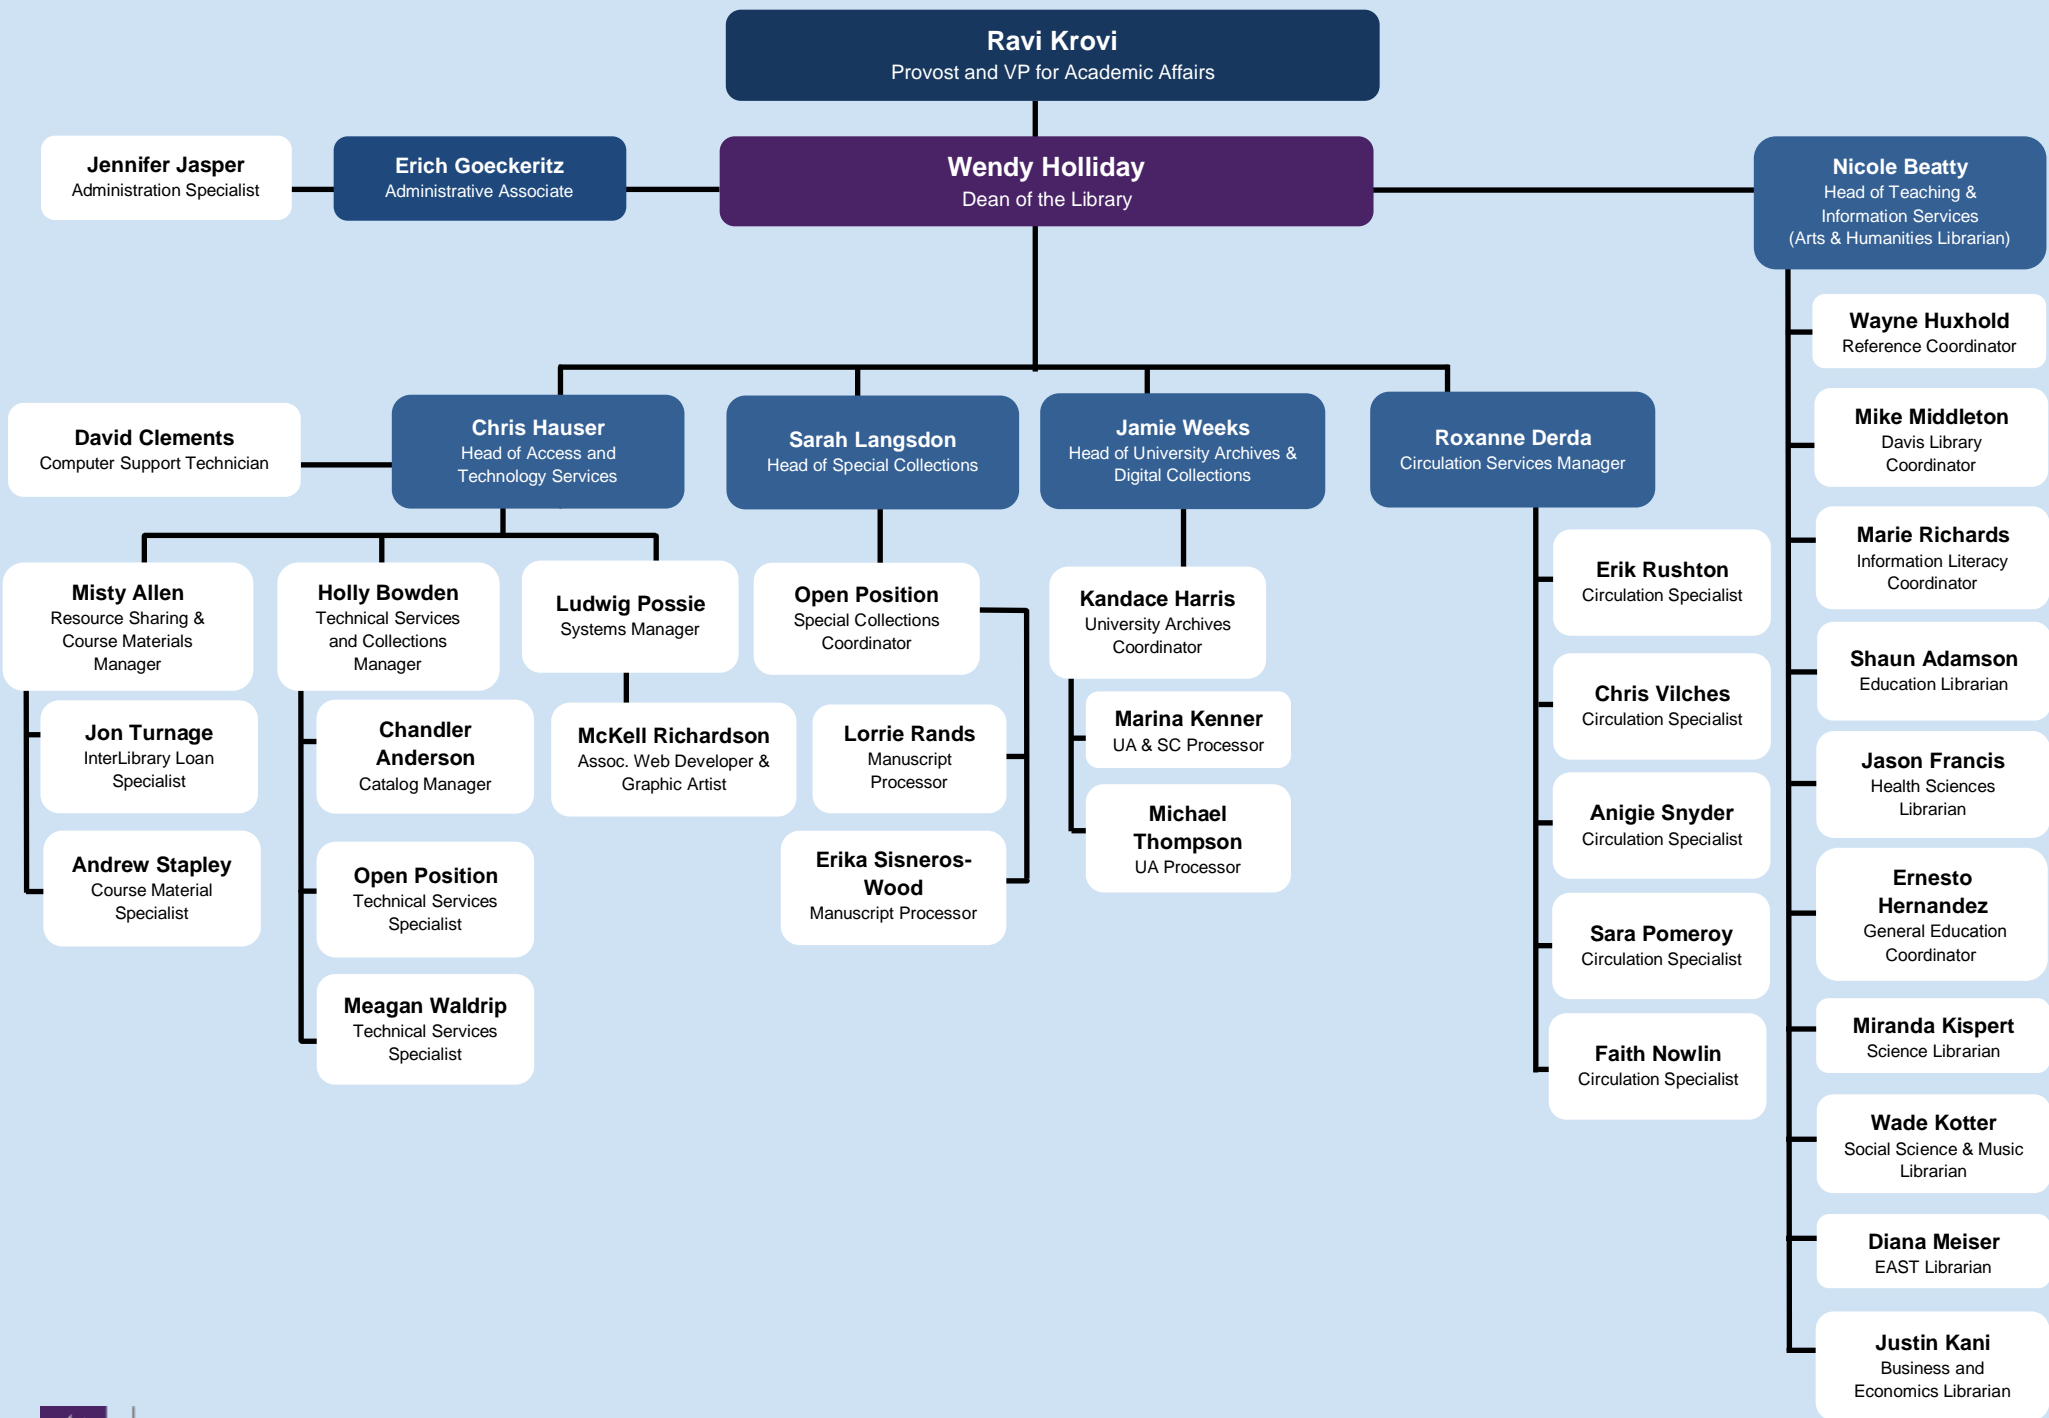 Ravi Krovi
Provost and VP for Academic Affairs
Jennifer Jasper
Administration Specialist
Erich Goeckeritz
Administrative Associate
Wendy Holliday
Dean of the Library
Nicole Beatty
Head of Teaching &
Information Services
(Arts & Humanities Librarian)
David Clements
Computer Support Technician
Chris Hauser
Head of Access and
Technology Services
Sarah Langsdon
Head of Special Collections
Jamie Weeks
Head of University Archives &
Digital Collections
Roxanne Derda
Circulation Services Manager
Misty Allen
Resource Sharing &
Course Materials
Manager
Jon Turnage
InterLibrary Loan
Specialist
Andrew Stapley
Course Material
Specialist
Holly Bowden
Technical Services
and Collections
Manager
Chandler
Anderson
Catalog Manager
Open Position
Technical Services
Specialist
Meagan Waldrip
Technical Services
Specialist
Ludwig Possie
Systems Manager
McKell Richardson
Assoc. Web Developer &
Graphic Artist
Open Position
Special Collections
Coordinator
Lorrie Rands
Manuscript
Processor
Erika Sisneros-
Wood
Manuscript Processor
Kandace Harris
University Archives
Coordinator
Marina Kenner
UA & SC Processor
Michael
Thompson
UA Processor
Erik Rushton
Circulation Specialist
Chris Vilches
Circulation Specialist
Anigie Snyder
Circulation Specialist
Sara Pomeroy
Circulation Specialist
Faith Nowlin
Circulation Specialist
Wayne Huxhold
Reference Coordinator
Mike Middleton
Davis Library
Coordinator
Marie Richards
Information Literacy
Coordinator
Shaun Adamson
Education Librarian
Jason Francis
Health Sciences
Librarian
Ernesto
Hernandez
General Education
Coordinator
Miranda Kispert
Science Librarian
Wade Kotter
Social Science & Music
Librarian
Diana Meiser
EAST Librarian
Justin Kani
Business and
Economics Librarian